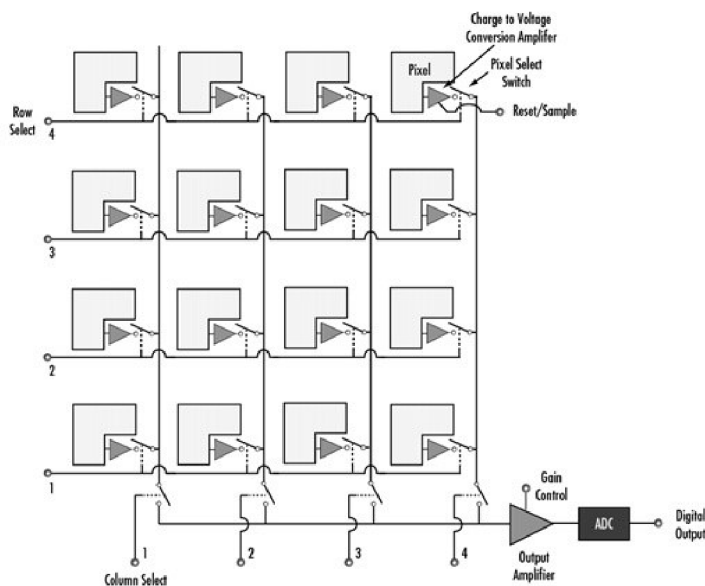 Charge to Voltage
Conversion Amplifer
Pixel
Pixel Select
Switch
Row
Select
4
Reset/Sample
3
2
1
Gain
Control
ADC
Digital
Output
Output
Amplifier
1
2
3
4
Column Select